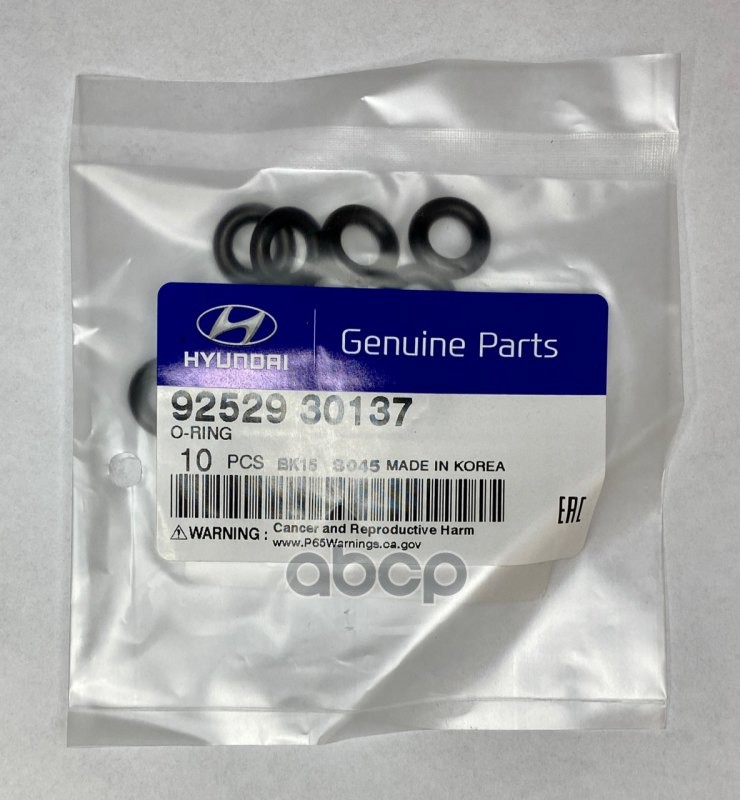 HYUNDAI
Genuine Parts
92529 30137
O-RING
10 PCS BK15 S045 MADE IN KOREA
EAC
WARNING : Cancer and Reproductive Harm
www.P65Warnings.ca.gov
abcp